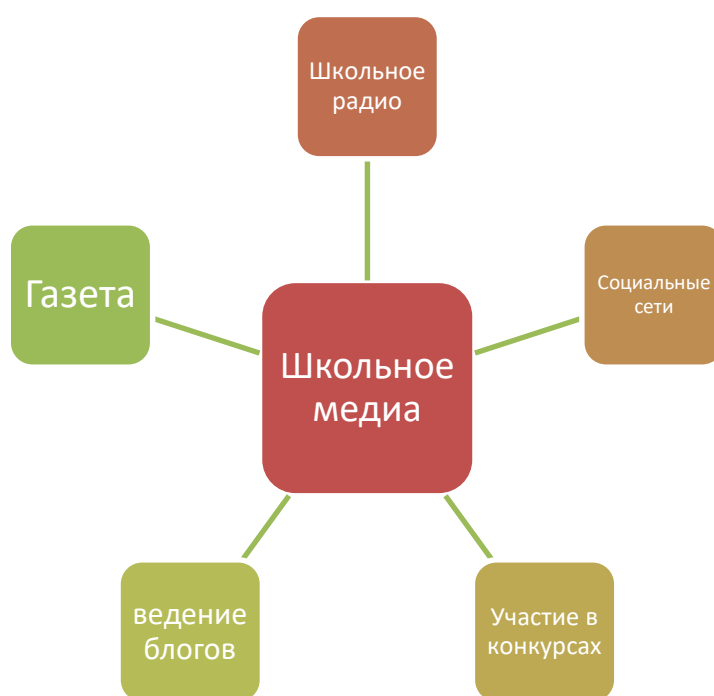 Школьное
радио
Газета
Социальные
сети
Школьное
медиа
ведение
блогов
Участие в
конкурсах